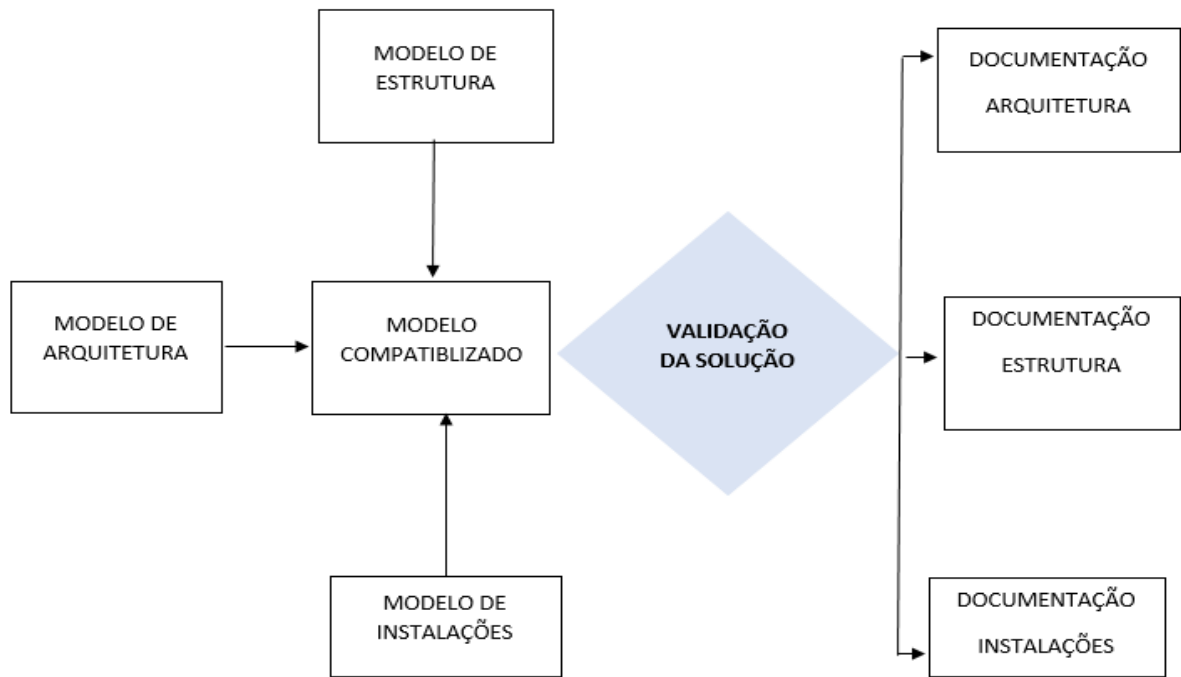 MODELO DE
ESTRUTURA
MODELO DE
ARQUITETURA
MODELO
COMPATIBLIZADO
MODELO DE
INSTALAÇÕES
VALIDAÇÃO
DA SOLUÇÃO
DOCUMENTAÇÃO
ARQUITETURA
DOCUMENTAÇÃO
ESTRUTURA
DOCUMENTAÇÃO
INSTALAÇÕES